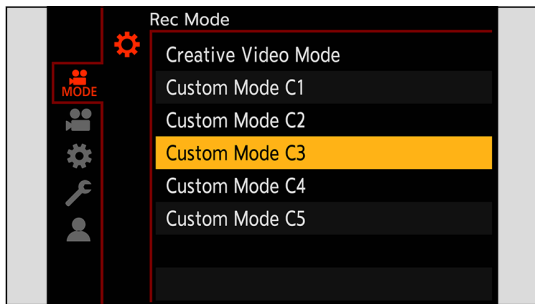 Rec Mode
MODE
Creative Video Mode
Custom Mode C1
Custom Mode C2
Custom Mode C3
Custom Mode C4
Custom Mode C5